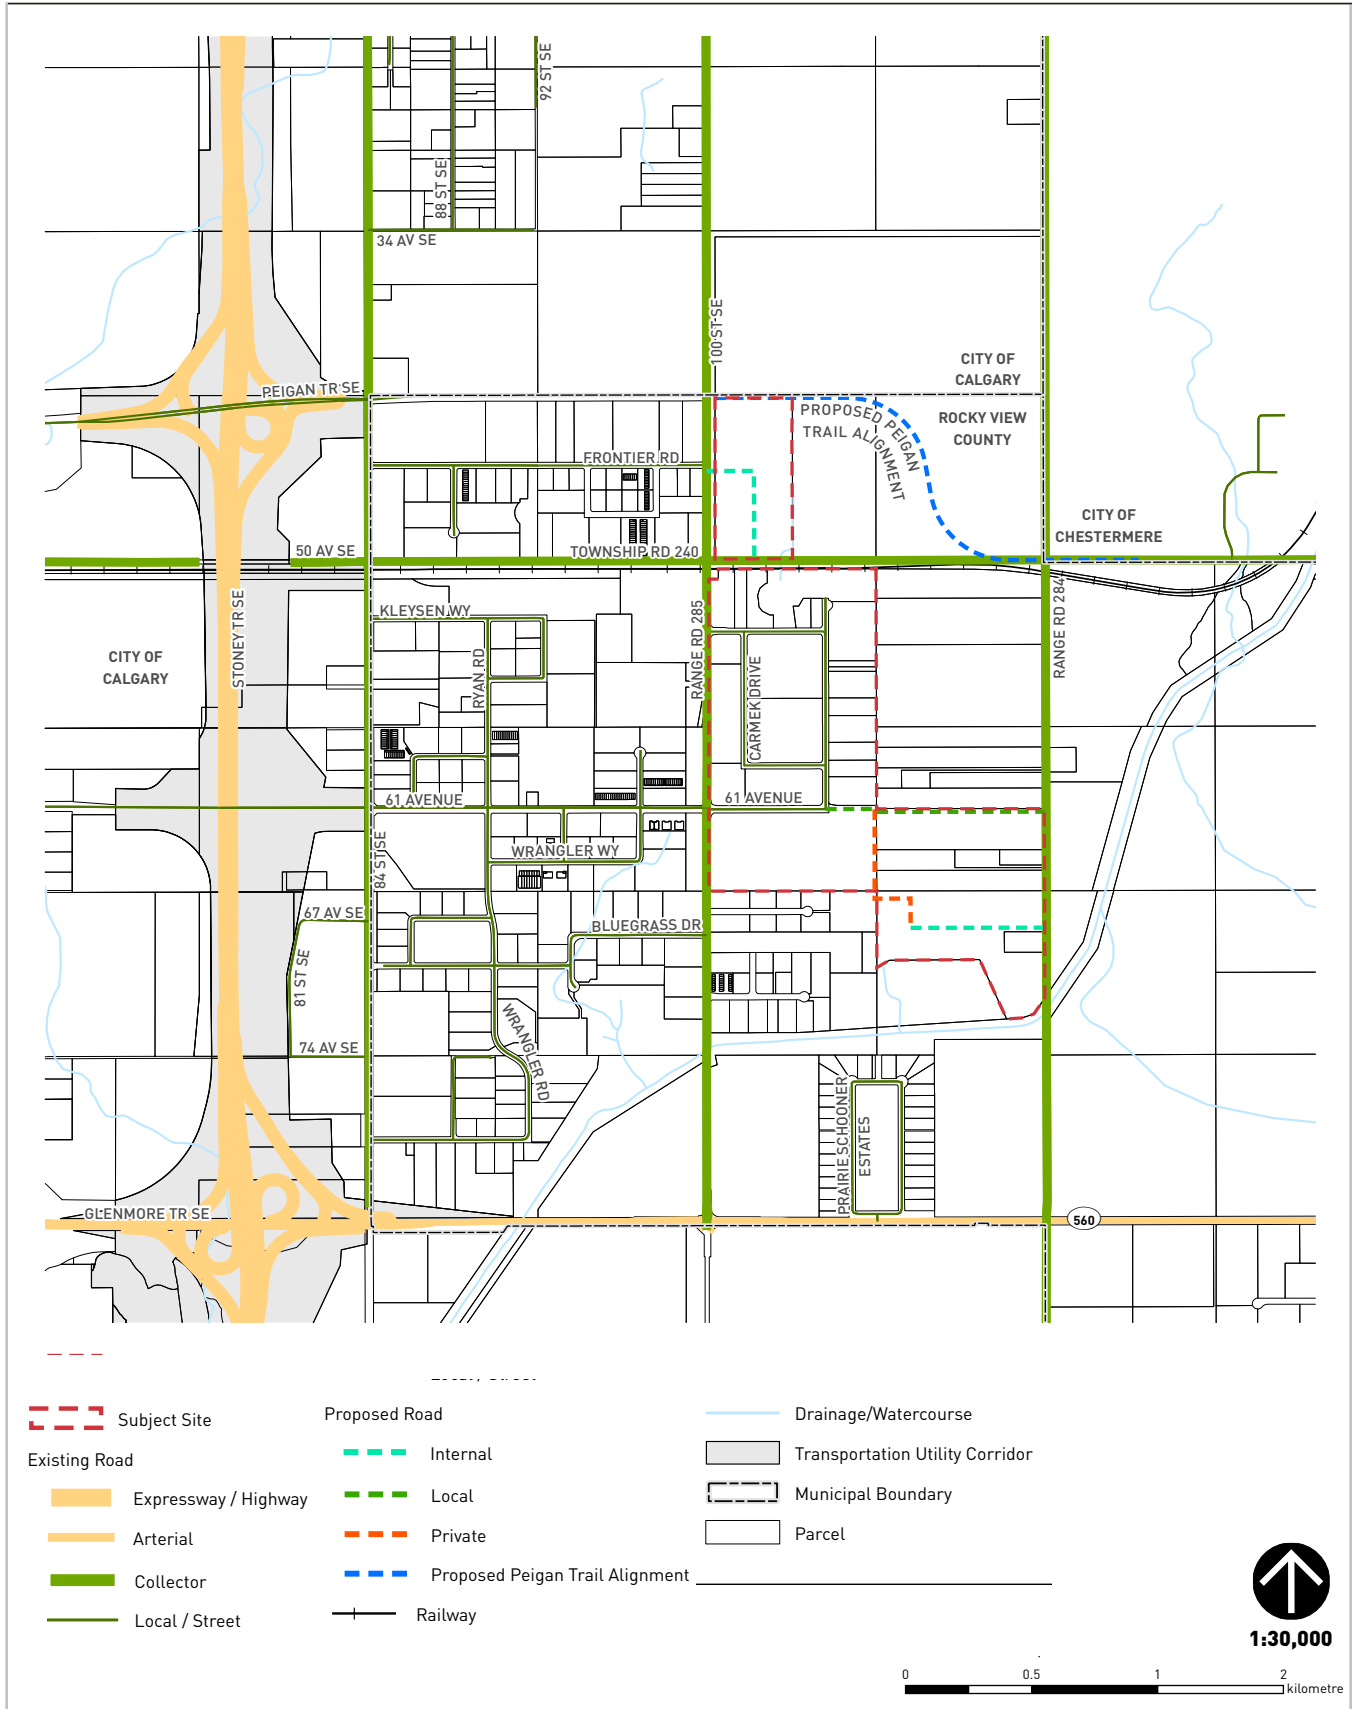 92 ST SE
88 ST SE
34 AV SE
100 ST SE
CITY OF
CALGARY
PEIGAN TR SE
PROPOSED PEIGAN
TRAIL ALIGNMENT
ROCKY VIEW
COUNTY
FRONTIER RD
CITY OF
CHESTERMERE
50 AV SE
TOWNSHIP RD 240
STONEY TR SE
KLEYSEN WY
RYAN RD
RANGE RD 285
CARMEK DRIVE
RANGE RD 284
CITY OF
CALGARY
61 AVENUE
61 AVENUE
84 ST SE
WRANGLER WY
67 AV SE
BLUEGRASS DR
81 ST SE
WRANGLER RD
74 AV SE
PRAIRIE SCHOONER
ESTATES
GLENMORE TR SE
560
Subject Site
Existing Road
Expressway / Highway
Arterial
Collector
Local / Street
Proposed Road
Internal
Local
Private
Proposed Peigan Trail Alignment
Railway
Drainage/Watercourse
Transportation Utility Corridor
Municipal Boundary
Parcel
1:30,000
0 0.5 1 2
kilometre